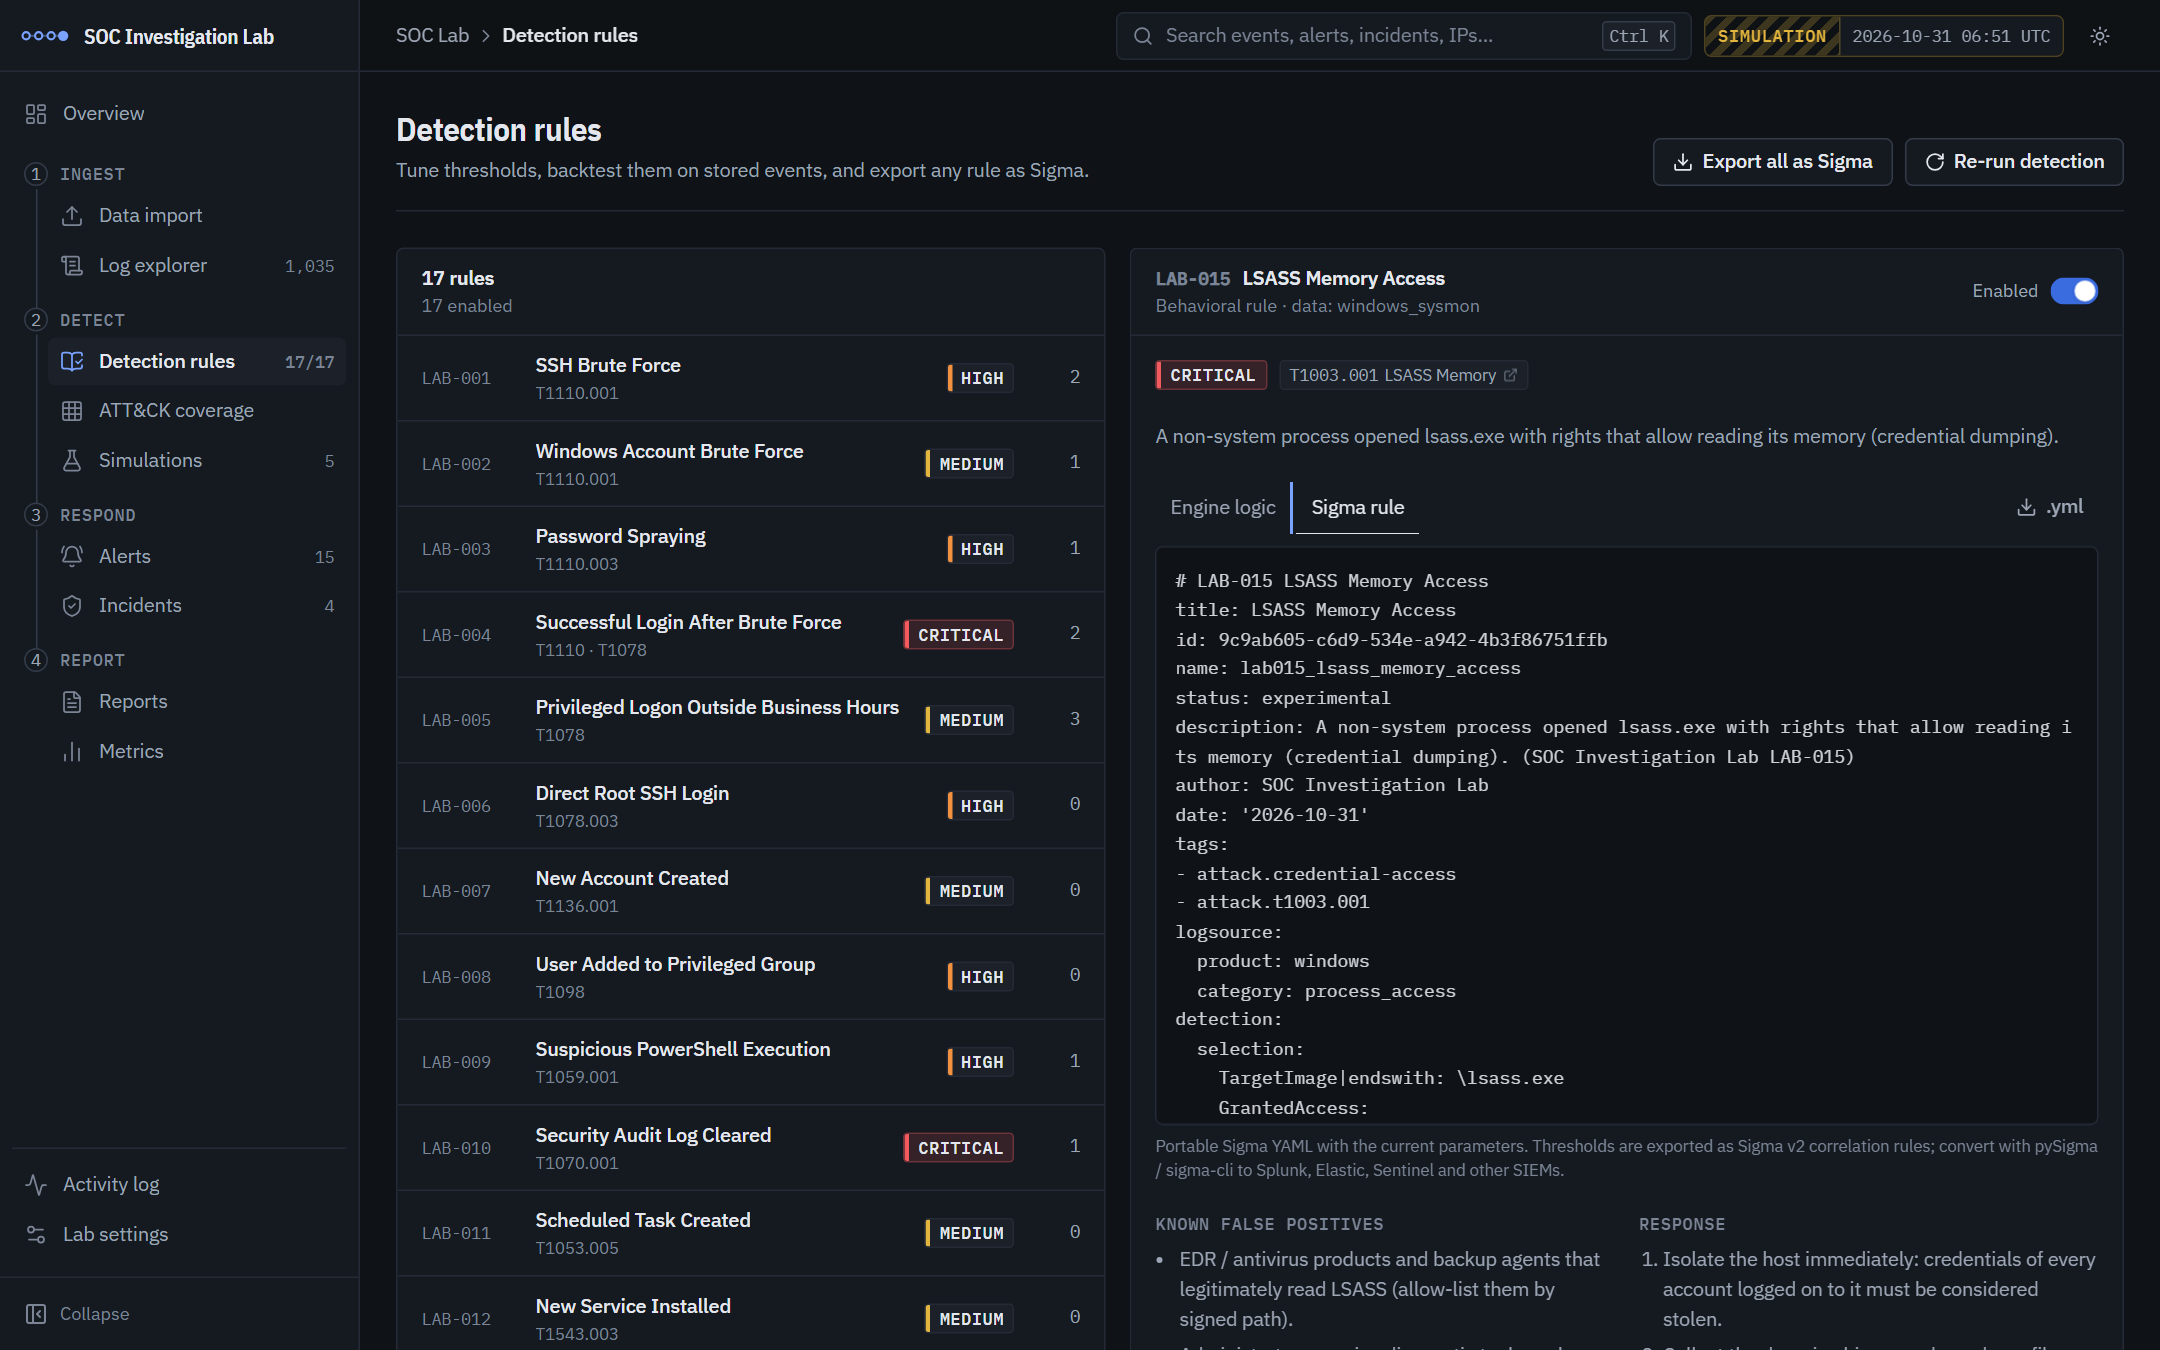 SOC Investigation Lab
SOC Lab > Detection rules
Search events, alerts, incidents, IPs...
Ctrl K
SIMULATION
2026-10-31 06:51 UTC
Overview
1 INGEST
Data import
Log explorer 1,035
2 DETECT
Detection rules 17/17
ATT&CK coverage
Simulations 5
3 RESPOND
Alerts 15
Incidents 4
4 REPORT
Reports
Metrics
Activity log
Lab settings
Collapse
Detection rules
Tune thresholds, backtest them on stored events, and export any rule as Sigma.
Export all as Sigma
Re-run detection
17 rules
17 enabled
LAB-001 SSH Brute Force HIGH 2
T1110.001
LAB-002 Windows Account Brute Force MEDIUM 1
T1110.001
LAB-003 Password Spraying HIGH 1
T1110.003
LAB-004 Successful Login After Brute Force CRITICAL 2
T1110 · T1078
LAB-005 Privileged Logon Outside Business Hours MEDIUM 3
T1078
LAB-006 Direct Root SSH Login HIGH 0
T1078.003
LAB-007 New Account Created MEDIUM 0
T1136.001
LAB-008 User Added to Privileged Group HIGH 0
T1098
LAB-009 Suspicious PowerShell Execution HIGH 1
T1059.001
LAB-010 Security Audit Log Cleared CRITICAL 1
T1070.001
LAB-011 Scheduled Task Created MEDIUM 0
T1053.005
LAB-012 New Service Installed MEDIUM 0
T1543.003
LAB-015 LSASS Memory Access
Behavioral rule · data: windows_sysmon
Enabled
CRITICAL
T1003.001 LSASS Memory
A non-system process opened lsass.exe with rights that allow reading its memory (credential dumping).
Engine logic
Sigma rule
.yml
# LAB-015 LSASS Memory Access
title: LSASS Memory Access
id: 9c9ab605-c6d9-534e-a942-4b3f86751ffb
name: lab015_lsass_memory_access
status: experimental
description: A non-system process opened lsass.exe with rights that allow reading i
ts memory (credential dumping). (SOC Investigation Lab LAB-015)
author: SOC Investigation Lab
date: '2026-10-31'
tags:
- attack.credential-access
- attack.t1003.001
logsource:
  product: windows
  category: process_access
detection:
  selection:
    TargetImage|endswith: \lsass.exe
    GrantedAccess:
Portable Sigma YAML with the current parameters. Thresholds are exported as Sigma v2 correlation rules; convert with pySigma
/ sigma-cli to Splunk, Elastic, Sentinel and other SIEMs.
KNOWN FALSE POSITIVES
• EDR / antivirus products and backup agents that
legitimately read LSASS (allow-list them by
signed path).
RESPONSE
1. Isolate the host immediately: credentials of every
account logged on to it must be considered
stolen.